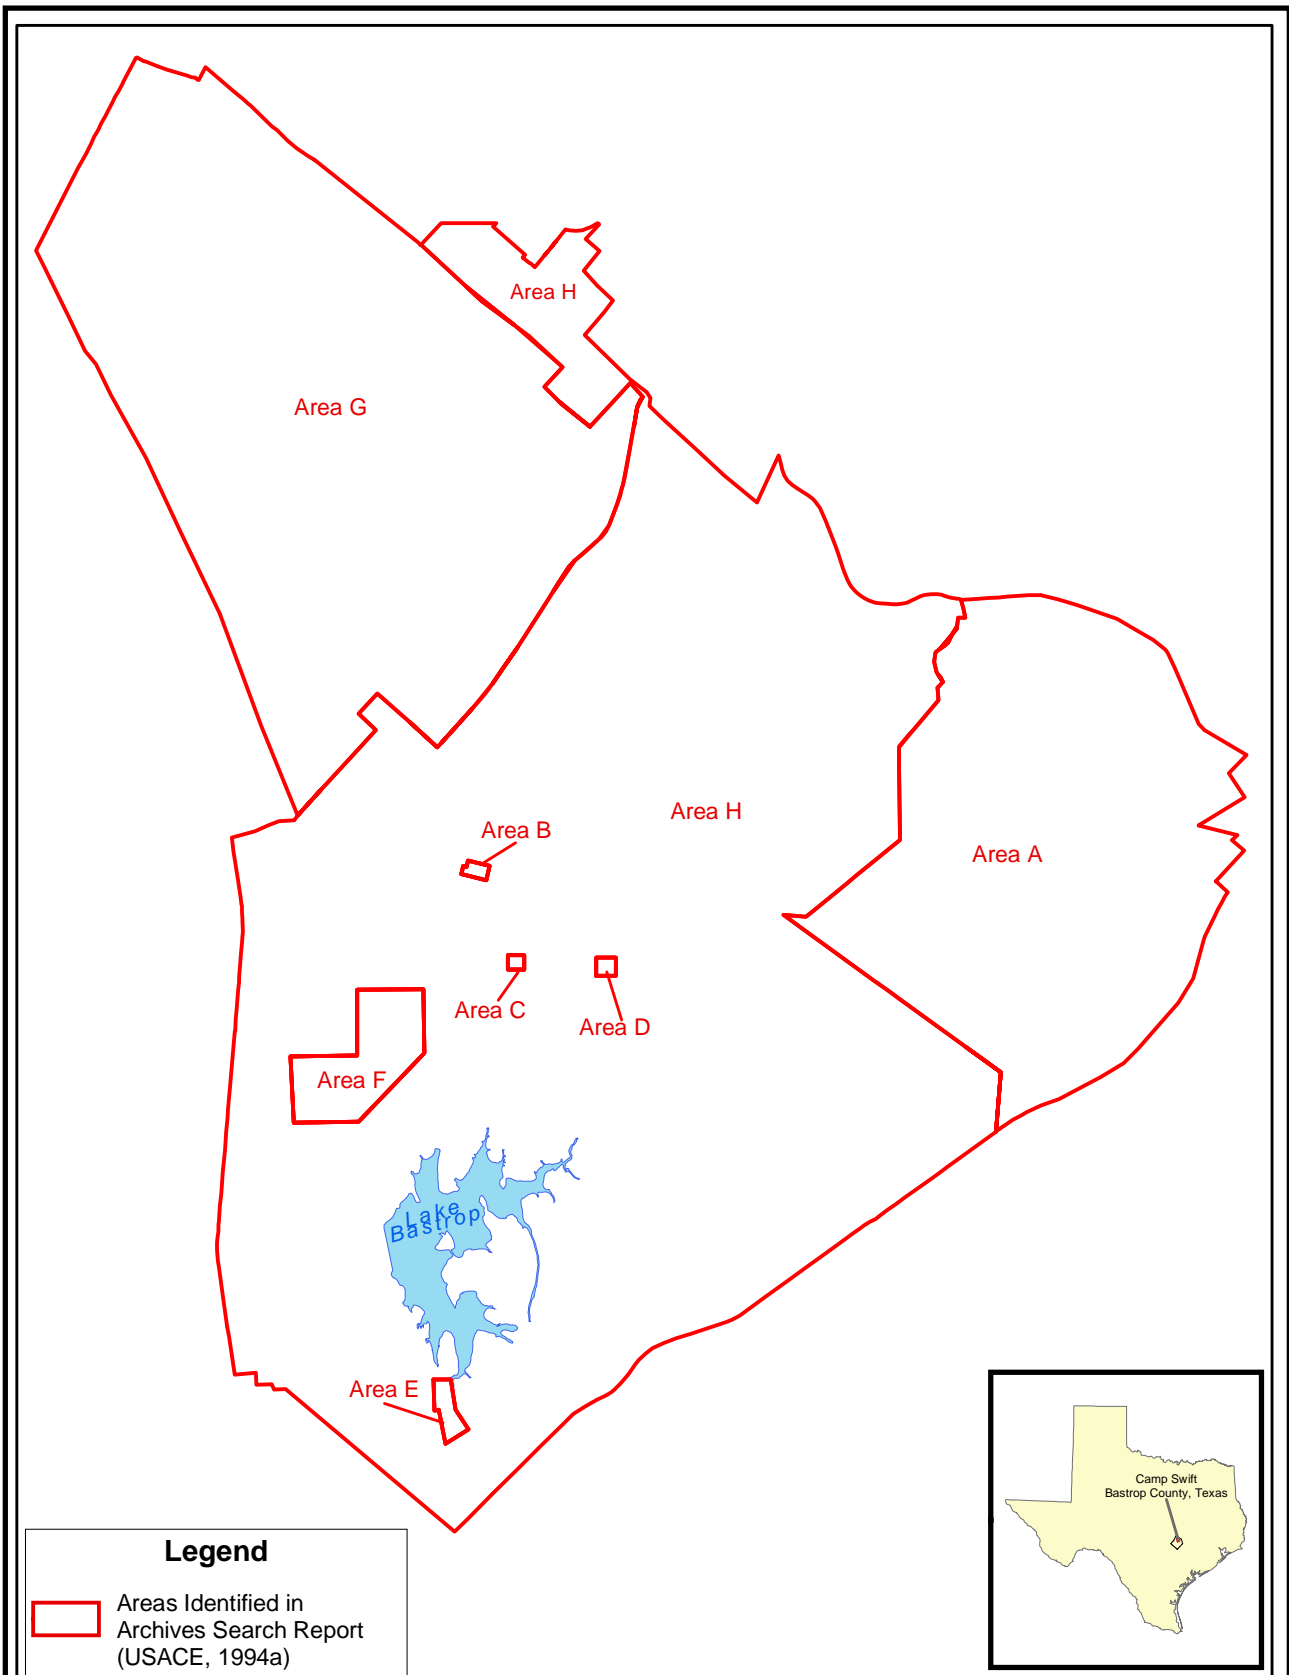 Area H
Area G
Area H
Area B
Area A
Area C
Area D
Area F
Lake
Bastrop
Area E
Camp Swift
Bastrop County, Texas
Legend
Areas Identified in
Archives Search Report
(USACE, 1994a)